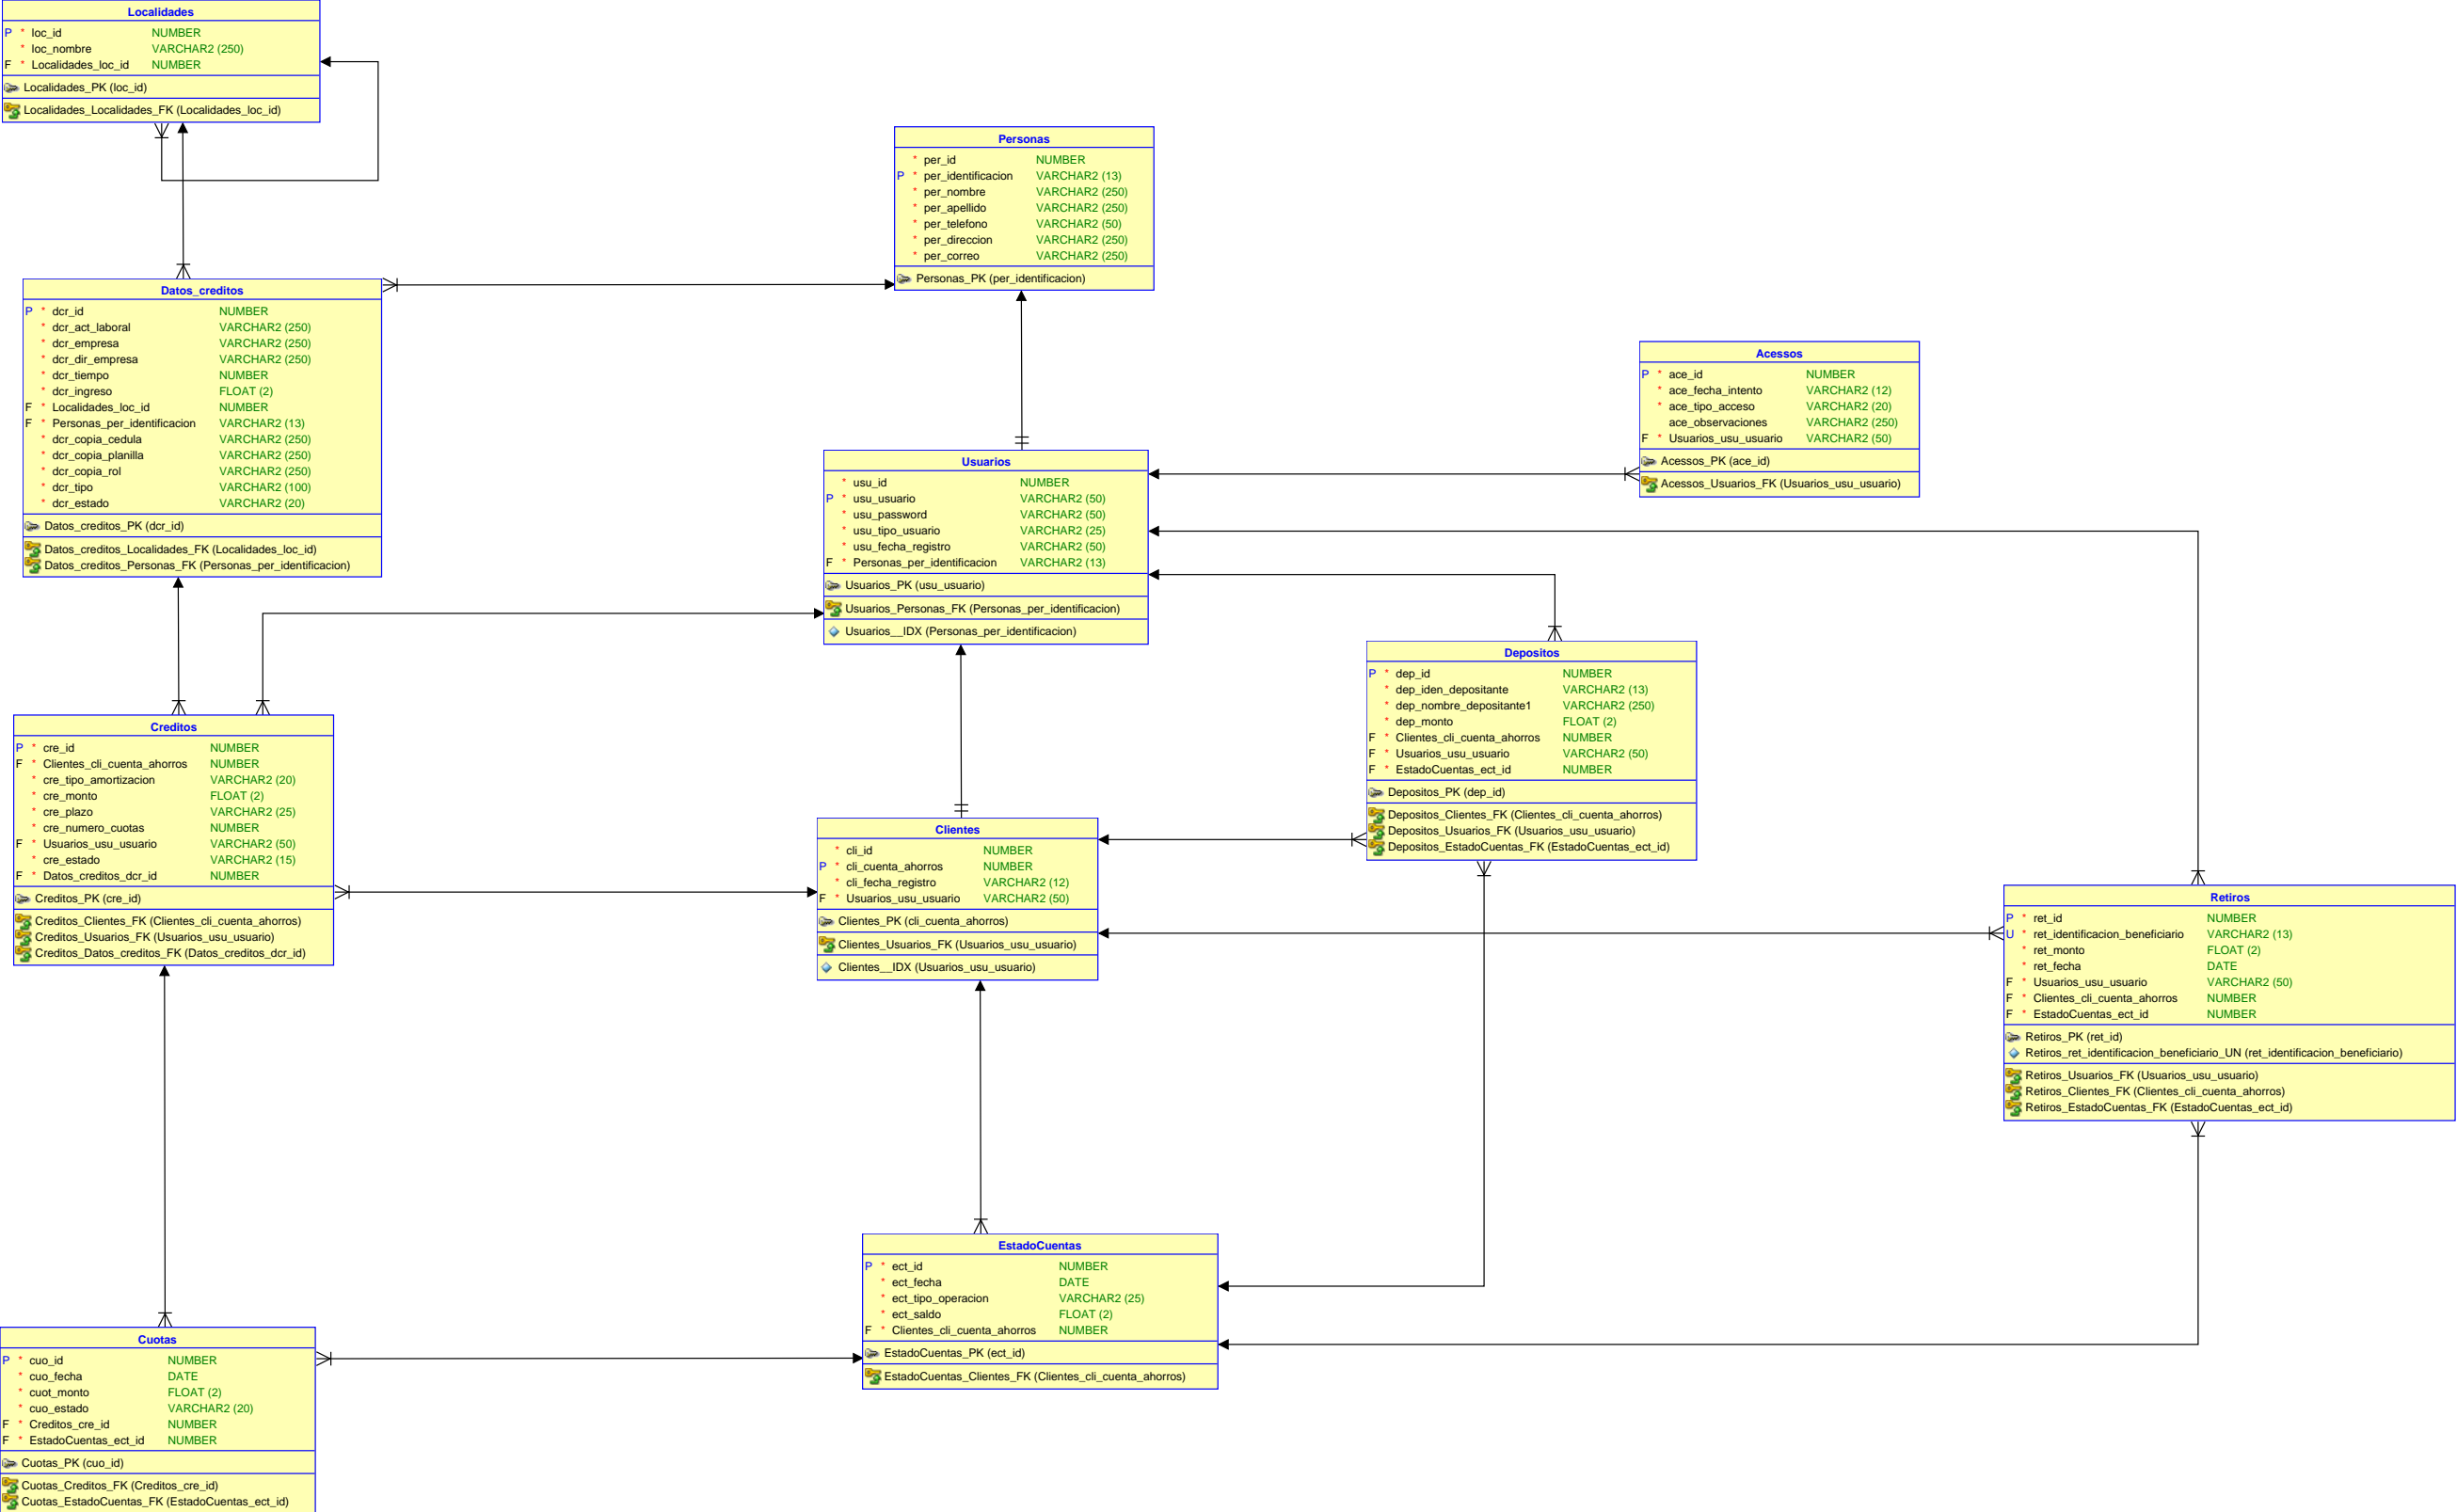 Localidades
P * loc_id NUMBER
* loc_nombre VARCHAR2 (250)
F * Localidades_loc_id NUMBER
Localidades_PK (loc_id)
Localidades_Localidades_FK (Localidades_loc_id)
Personas
* per_id NUMBER
P * per_identificacion VARCHAR2 (13)
* per_nombre VARCHAR2 (250)
* per_apellido VARCHAR2 (250)
* per_telefono VARCHAR2 (50)
* per_direccion VARCHAR2 (250)
* per_correo VARCHAR2 (250)
Personas_PK (per_identificacion)
Datos_creditos
P * dcr_id NUMBER
* dcr_act_laboral VARCHAR2 (250)
* dcr_empresa VARCHAR2 (250)
* dcr_dir_empresa VARCHAR2 (250)
* dcr_tiempo NUMBER
* dcr_ingreso FLOAT (2)
F * Localidades_loc_id NUMBER
F * Personas_per_identificacion VARCHAR2 (13)
* dcr_copia_cedula VARCHAR2 (250)
* dcr_copia_planilla VARCHAR2 (250)
* dcr_copia_rol VARCHAR2 (250)
* dcr_tipo VARCHAR2 (100)
* dcr_estado VARCHAR2 (20)
Datos_creditos_PK (dcr_id)
Datos_creditos_Localidades_FK (Localidades_loc_id)
Datos_creditos_Personas_FK (Personas_per_identificacion)
Acessos
P * ace_id NUMBER
* ace_fecha_intento VARCHAR2 (12)
* ace_tipo_acceso VARCHAR2 (20)
ace_observaciones VARCHAR2 (250)
F * Usuarios_usu_usuario VARCHAR2 (50)
Acessos_PK (ace_id)
Acessos_Usuarios_FK (Usuarios_usu_usuario)
Usuarios
* usu_id NUMBER
P * usu_usuario VARCHAR2 (50)
* usu_password VARCHAR2 (50)
* usu_tipo_usuario VARCHAR2 (25)
* usu_fecha_registro VARCHAR2 (50)
F * Personas_per_identificacion VARCHAR2 (13)
Usuarios_PK (usu_usuario)
Usuarios_Personas_FK (Personas_per_identificacion)
Usuarios__IDX (Personas_per_identificacion)
Depositos
P * dep_id NUMBER
* dep_iden_depositante VARCHAR2 (13)
* dep_nombre_depositante1 VARCHAR2 (250)
* dep_monto FLOAT (2)
F * Clientes_cli_cuenta_ahorros NUMBER
F * Usuarios_usu_usuario VARCHAR2 (50)
F * EstadoCuentas_ect_id NUMBER
Depositos_PK (dep_id)
Depositos_Clientes_FK (Clientes_cli_cuenta_ahorros)
Depositos_Usuarios_FK (Usuarios_usu_usuario)
Depositos_EstadoCuentas_FK (EstadoCuentas_ect_id)
Creditos
P * cre_id NUMBER
F * Clientes_cli_cuenta_ahorros NUMBER
* cre_tipo_amortizacion VARCHAR2 (20)
* cre_monto FLOAT (2)
* cre_plazo VARCHAR2 (25)
* cre_numero_cuotas NUMBER
F * Usuarios_usu_usuario VARCHAR2 (50)
* cre_estado VARCHAR2 (15)
F * Datos_creditos_dcr_id NUMBER
Creditos_PK (cre_id)
Creditos_Clientes_FK (Clientes_cli_cuenta_ahorros)
Creditos_Usuarios_FK (Usuarios_usu_usuario)
Creditos_Datos_creditos_FK (Datos_creditos_dcr_id)
Clientes
* cli_id NUMBER
P * cli_cuenta_ahorros NUMBER
* cli_fecha_registro VARCHAR2 (12)
F * Usuarios_usu_usuario VARCHAR2 (50)
Clientes_PK (cli_cuenta_ahorros)
Clientes_Usuarios_FK (Usuarios_usu_usuario)
Clientes__IDX (Usuarios_usu_usuario)
Retiros
P * ret_id NUMBER
U * ret_identificacion_beneficiario VARCHAR2 (13)
* ret_monto FLOAT (2)
* ret_fecha DATE
F * Usuarios_usu_usuario VARCHAR2 (50)
F * Clientes_cli_cuenta_ahorros NUMBER
F * EstadoCuentas_ect_id NUMBER
Retiros_PK (ret_id)
Retiros_ret_identificacion_beneficiario_UN (ret_identificacion_beneficiario)
Retiros_Usuarios_FK (Usuarios_usu_usuario)
Retiros_Clientes_FK (Clientes_cli_cuenta_ahorros)
Retiros_EstadoCuentas_FK (EstadoCuentas_ect_id)
EstadoCuentas
P * ect_id NUMBER
* ect_fecha DATE
* ect_tipo_operacion VARCHAR2 (25)
* ect_saldo FLOAT (2)
F * Clientes_cli_cuenta_ahorros NUMBER
EstadoCuentas_PK (ect_id)
EstadoCuentas_Clientes_FK (Clientes_cli_cuenta_ahorros)
Cuotas
P * cuo_id NUMBER
* cuo_fecha DATE
* cuot_monto FLOAT (2)
* cuo_estado VARCHAR2 (20)
F * Creditos_cre_id NUMBER
F * EstadoCuentas_ect_id NUMBER
Cuotas_PK (cuo_id)
Cuotas_Creditos_FK (Creditos_cre_id)
Cuotas_EstadoCuentas_FK (EstadoCuentas_ect_id)